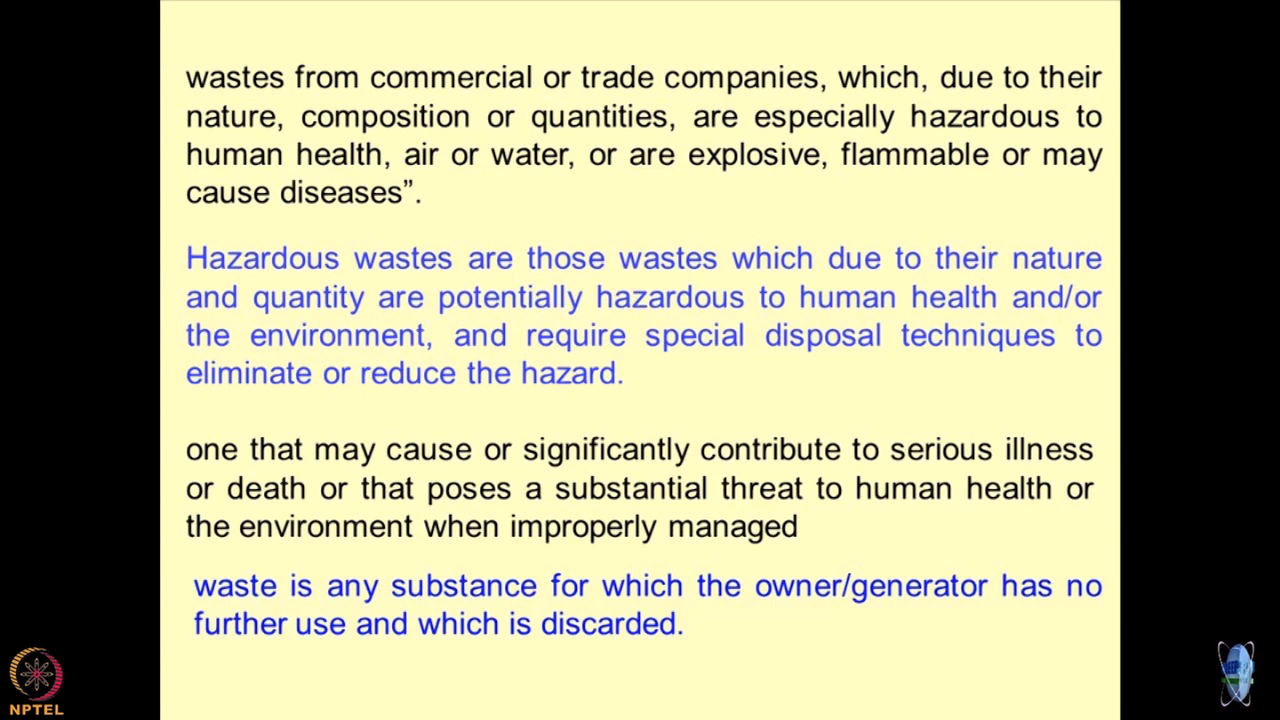 wastes from commercial or trade companies, which, due to their
nature, composition or quantities, are especially hazardous to
human health, air or water, or are explosive, flammable or may
cause diseases”.
Hazardous wastes are those wastes which due to their nature
and quantity are potentially hazardous to human health and/or
the environment, and require special disposal techniques to
eliminate or reduce the hazard.
one that may cause or significantly contribute to serious illness
or death or that poses a substantial threat to human health or
the environment when improperly managed
waste is any substance for which the owner/generator has no
further use and which is discarded.
NPTEL